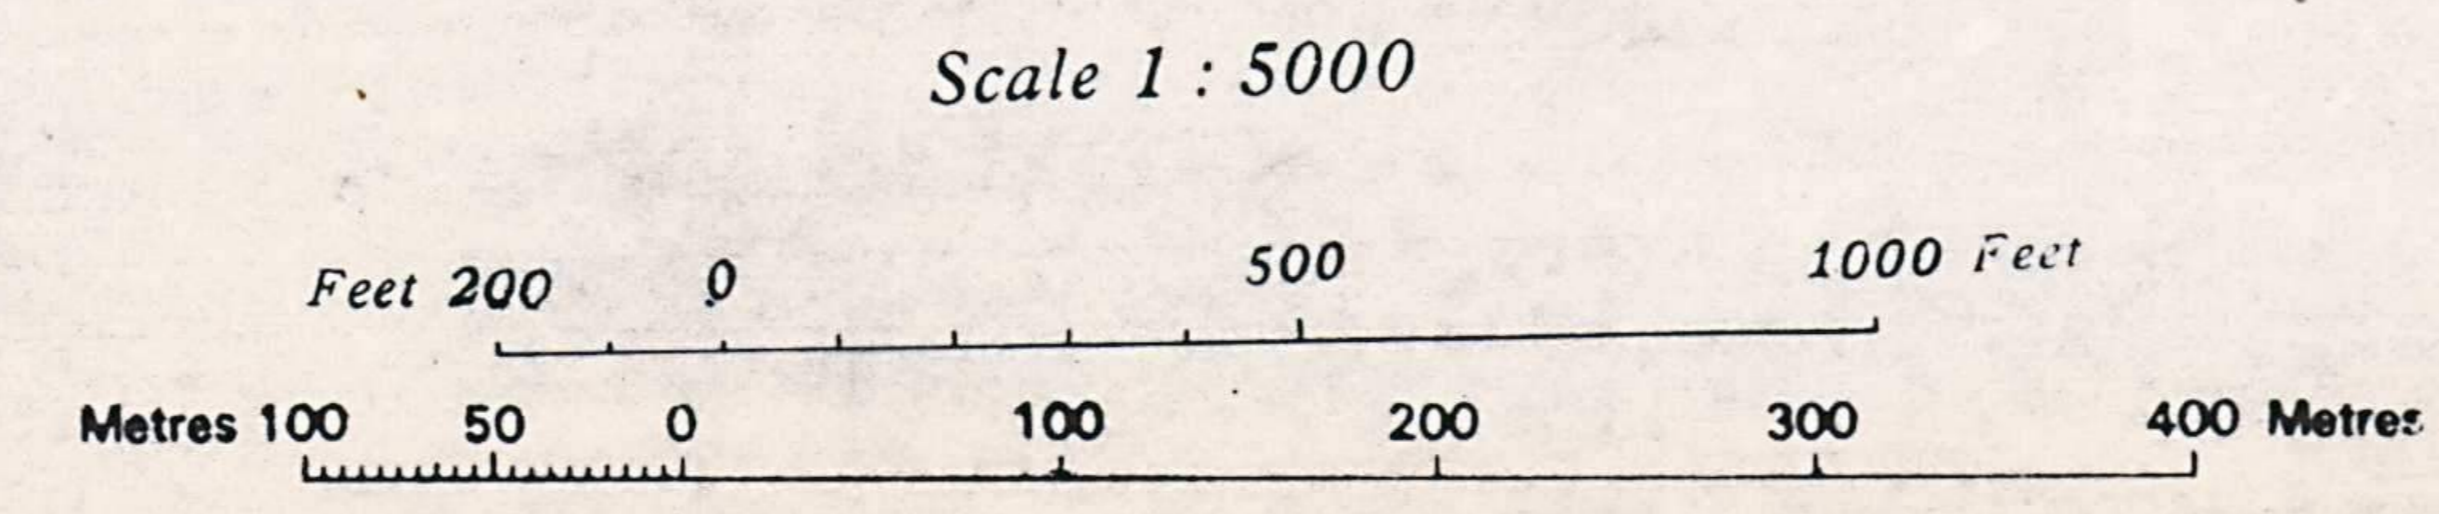 Scale 1 : 5000
Feet 200 0 500 1000 Feet
Metres 100 50 0 100 200 300 400 Metres